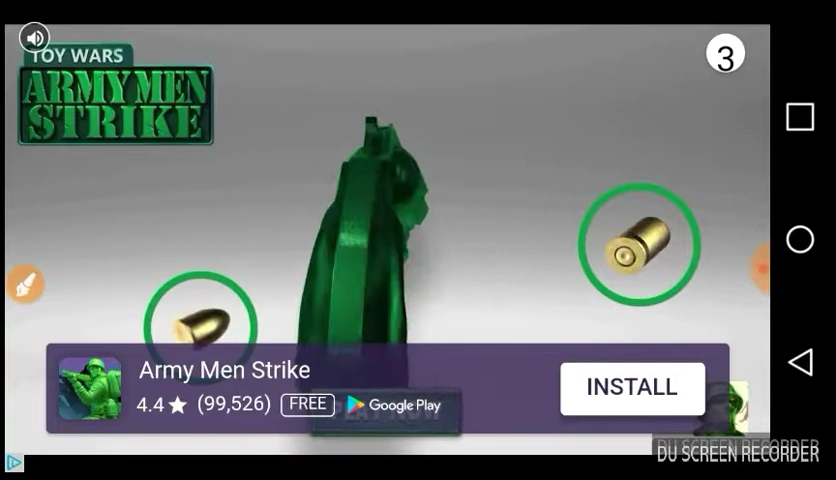 TOY WARS
ARMY MEN
STRIKE
3
Army Men Strike
4.4★ (99,526) FREE Google Play
INSTALL
DU SCREEN RECORDER